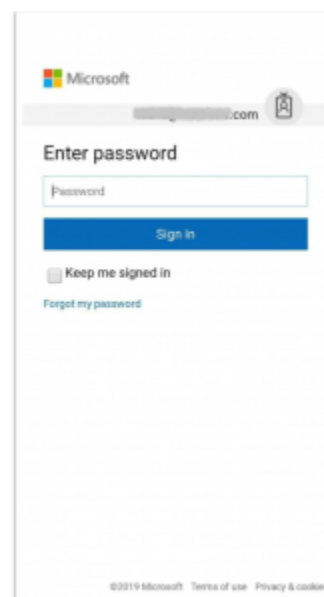 Microsoft
.com
Enter password
Password
Sign in
Keep me signed in
Forgot my password
©2019 Microsoft Terms of use Privacy & cookie